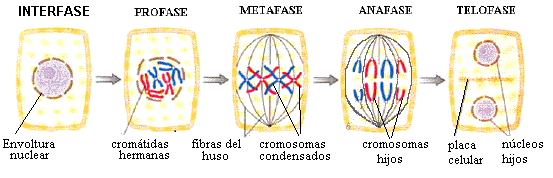 INTERFASE
PROFASE
METAFASE
ANAFASE
TELOFASE
Envoltura
nuclear
cromátidas
hermanas
fibras del
huso
cromosomas
condensados
cromosomas
hijos
placa
celular
núcleos
hijos